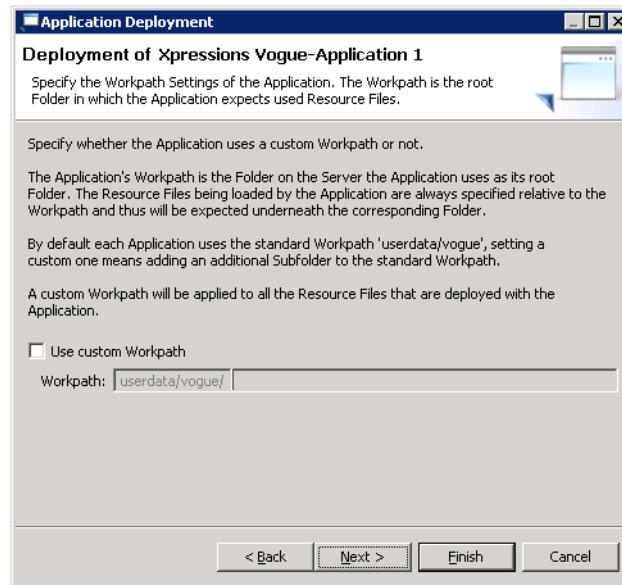 Application Deployment
Deployment of Xpressions Vogue-Application 1
Specify the Workpath Settings of the Application. The Workpath is the root
Folder in which the Application expects used Resource Files.
Specify whether the Application uses a custom Workpath or not.
The Application's Workpath is the Folder on the Server the Application uses as its root
Folder. The Resource Files being loaded by the Application are always specified relative to the
Workpath and thus will be expected underneath the corresponding Folder.
By default each Application uses the standard Workpath 'userdata/vogue', setting a
custom one means adding an additional Subfolder to the standard Workpath.
A custom Workpath will be applied to all the Resource Files that are deployed with the
Application.
Use custom Workpath
Workpath: userdata/vogue/
< Back Next > Finish Cancel